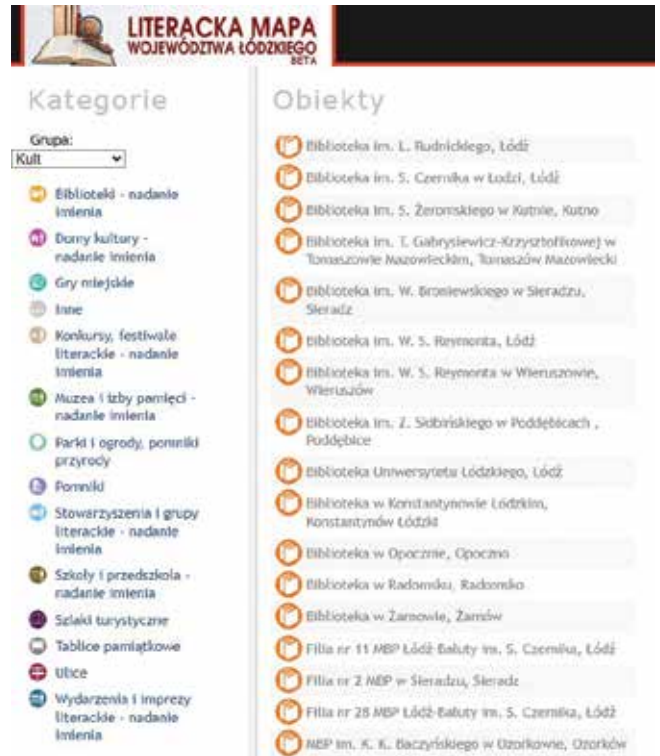 LITERACKA MAPA
WOJEWÓDZTWA ŁÓDZKIEGO
BETA
Kategorie
Grupa:
Kult
Biblioteki - nadanie
imienia
Domy kultury -
nadanie imienia
Gry miejskie
Inne
Konkursy, festiwale
literackie - nadanie
imienia
Muzea i izby pamięci -
nadanie imienia
Parki i ogrody, pomniki
przyrody
Pomniki
Stowarzyszenia i grupy
literackie - nadanie
imienia
Szkoły i przedszkola -
nadanie imienia
Szlaki turystyczne
Tablice pamiątkowe
Ulice
Wydarzenia i imprezy
literackie - nadanie
imienia
Obiekty
Biblioteka im. L. Rudnickiego, Łódź
Biblioteka im. S. Czernika w Łodzi, Łódź
Biblioteka im. S. Żeromskiego w Kutnie, Kutno
Biblioteka im. T. Gabrysiewicz-Krzysztofikowej w
Tomaszowie Mazowieckim, Tomaszów Mazowiecki
Biblioteka im. W. Broniewskiego w Sieradzu,
Sieradz
Biblioteka im. W. S. Reymonta, Łódź
Biblioteka im. W. S. Reymonta w Wieruszowie,
Wieruszów
Biblioteka im. Z. w Poddębicach ,
Poddębice
Biblioteka Uniwersytetu Łódzkiego, Łódź
Biblioteka w Konstantynowie Łódzkim,
Konstantynów Łódzki
Biblioteka w Opocznie, Opoczno
Biblioteka w Radomsku, Radomsko
Biblioteka w Żarnowie, Żarnów
Filia nr 11 MBP Łódź-Bałuty im. S. Czernika, Łódź
Filia nr 2 MBP w Sieradzu, Sieradz
Filia nr 28 MBP Łódź-Bałuty im. S. Czernika, Łódź
MBP im. K. K. Baczyńskiego w Ozorkowie, Ozorków